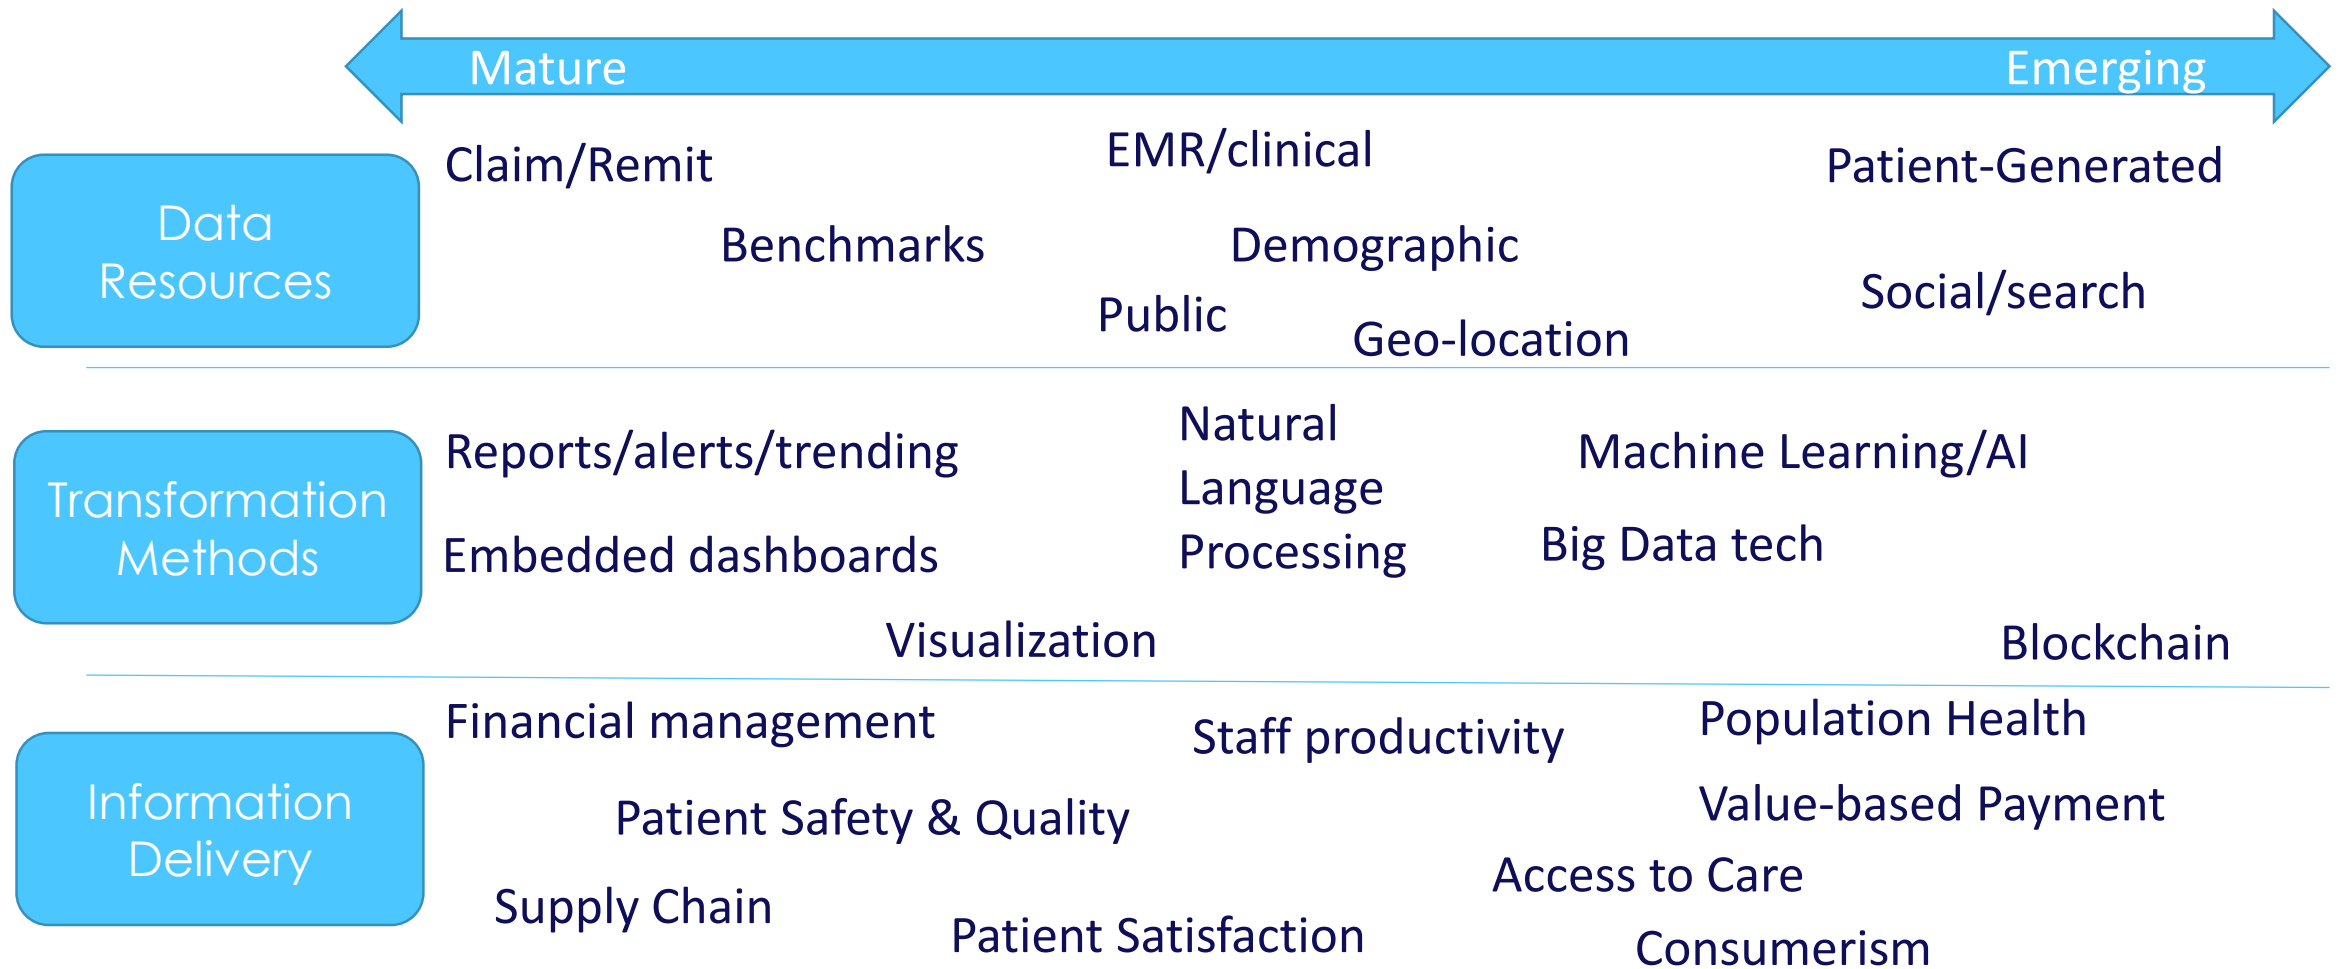 Mature
Emerging
Data
Resources
Claim/Remit
EMR/clinical
Patient-Generated
Benchmarks
Demographic
Social/search
Public
Geo-location
Transformation
Methods
Reports/alerts/trending
Natural
Language
Processing
Machine Learning/AI
Embedded dashboards
Big Data tech
Visualization
Blockchain
Information
Delivery
Financial management
Staff productivity
Population Health
Patient Safety & Quality
Value-based Payment
Access to Care
Supply Chain
Patient Satisfaction
Consumerism